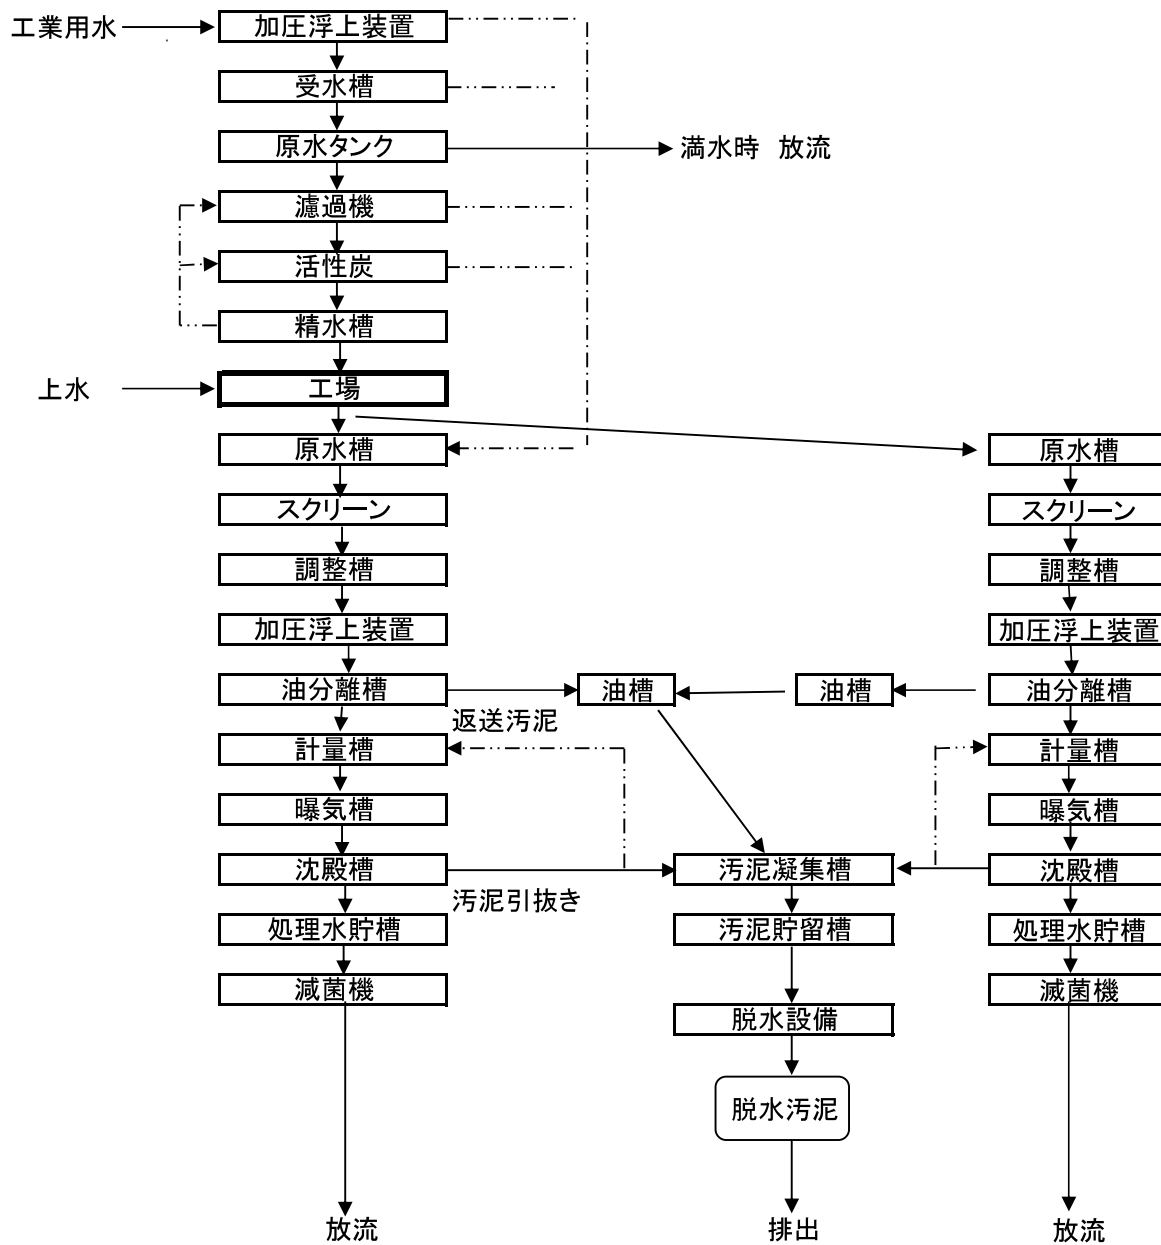 工業用水
加圧浮上装置
受水槽
原水タンク
満水時 放流
濾過機
活性炭
精水槽
上水
工場
原水槽
原水槽
スクリーン
スクリーン
調整槽
調整槽
加圧浮上装置
加圧浮上装置
油分離槽
油槽
油槽
油分離槽
返送汚泥
計量槽
計量槽
曝気槽
曝気槽
沈殿槽
汚泥凝集槽
沈殿槽
汚泥引抜き
処理水貯槽
汚泥貯留槽
処理水貯槽
減菌機
滅菌機
脱水設備
脱水汚泥
放流
排出
放流